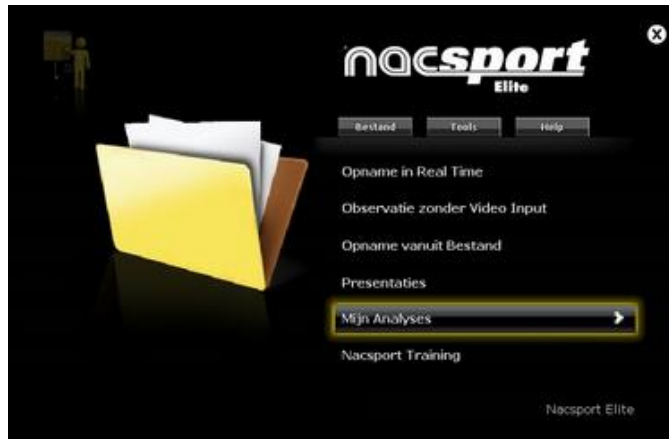 nacsport
Elite
Bestand Tools Help
Opname in Real Time
Observatie zonder Video Input
Opname vanuit Bestand
Presentaties
Mijn Analyses
Nacsport Training
Nacsport Elite